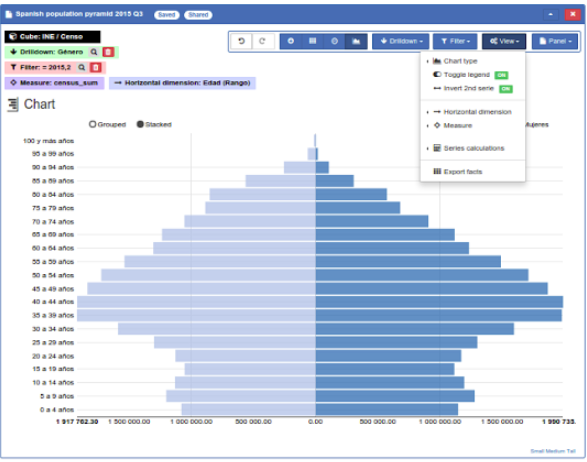 Spanish population pyramid 2015 Q3 Saved Shared
Cube: INE / Censo
Drilldown: Género
Filter: = 2015,2
Measure: census_sum
Horizontal dimension: Edad (Rango)
Drilldown
Filter
View
Panel
Chart type
Toggle legend ON
Invert 2nd serie ON
Horizontal dimension
Measure
Series calculations
Export facts
Chart
Grouped Stacked
Mujeres
100 y más años
95 a 99 años
90 a 94 años
85 a 89 años
80 a 84 años
75 a 79 años
70 a 74 años
65 a 69 años
60 a 64 años
55 a 59 años
50 a 54 años
45 a 49 años
40 a 44 años
35 a 39 años
30 a 34 años
25 a 29 años
20 a 24 años
15 a 19 años
10 a 14 años
5 a 9 años
0 a 4 años
1 917 762.30 1 500 000.00 1 000 000.00 500 000.00 0.00 500 000.00 1 000 000.00 1 500 000.00 1 990 735.
Small Medium Tall